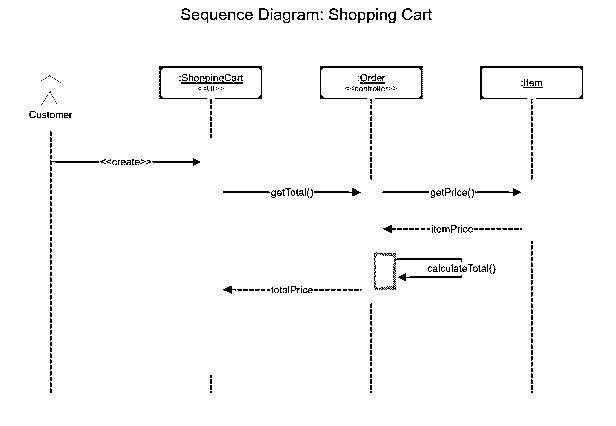 Sequence Diagram: Shopping Cart
:ShoppingCart
<<UI>>
:Order
<<controller>>
:Item
Customer
<<create>>
getTotal()
getPrice()
itemPrice
calculateTotal()
totalPrice